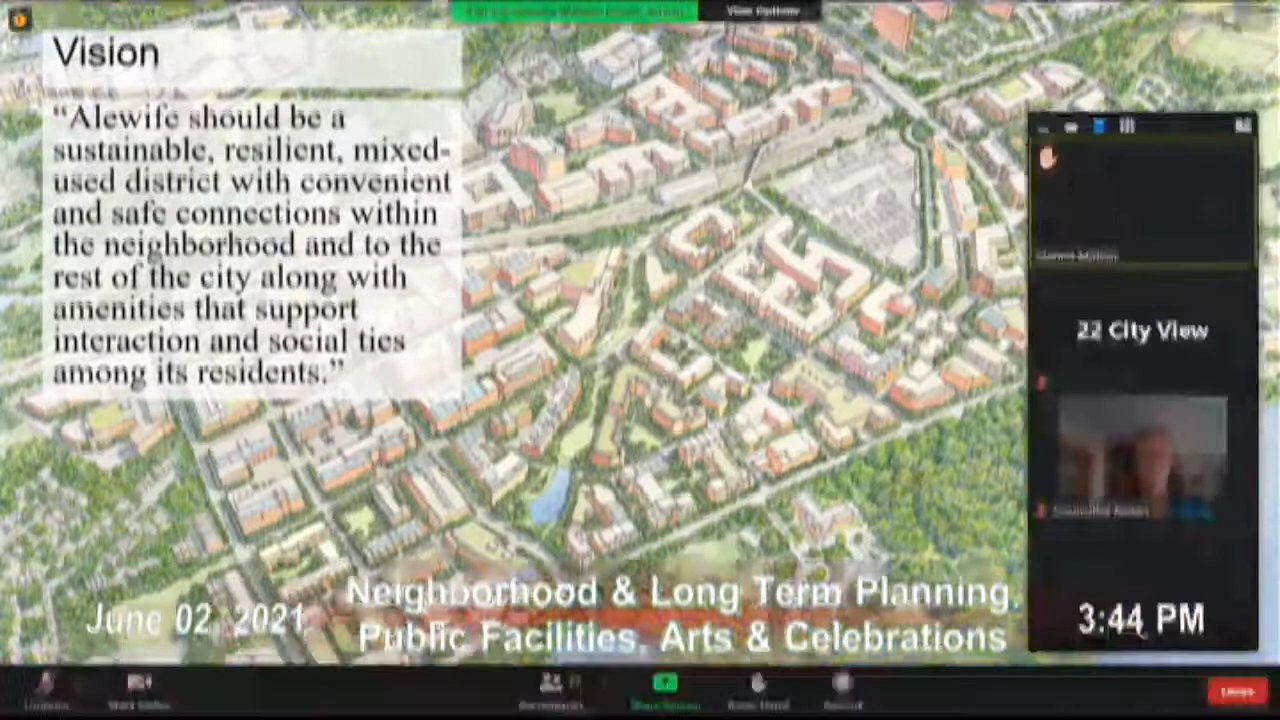 View Options
Vision
“Alewife should be a
sustainable, resilient, mixed-
used district with convenient
and safe connections within
the neighborhood and to the
rest of the city along with
amenities that support
interaction and social ties
among its residents.”
22 City View
June 02 2021
Neighborhood & Long Term Planning,
Public Facilities, Arts & Celebrations
3:44 PM